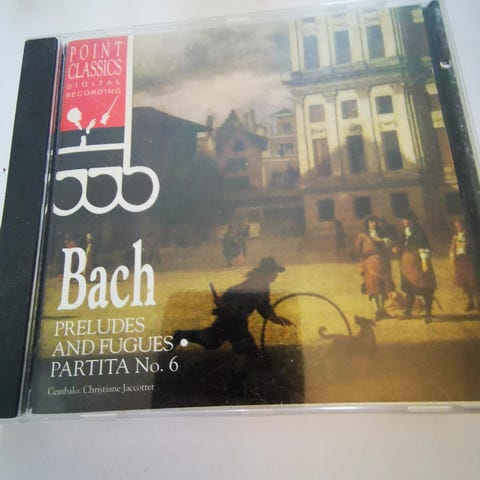 POINT
CLASSICS
DIGITAL
RECORDING
Bach
PRELUDES
AND FUGUES •
PARTITA No. 6
Cembalo: Christiane Jaccottet